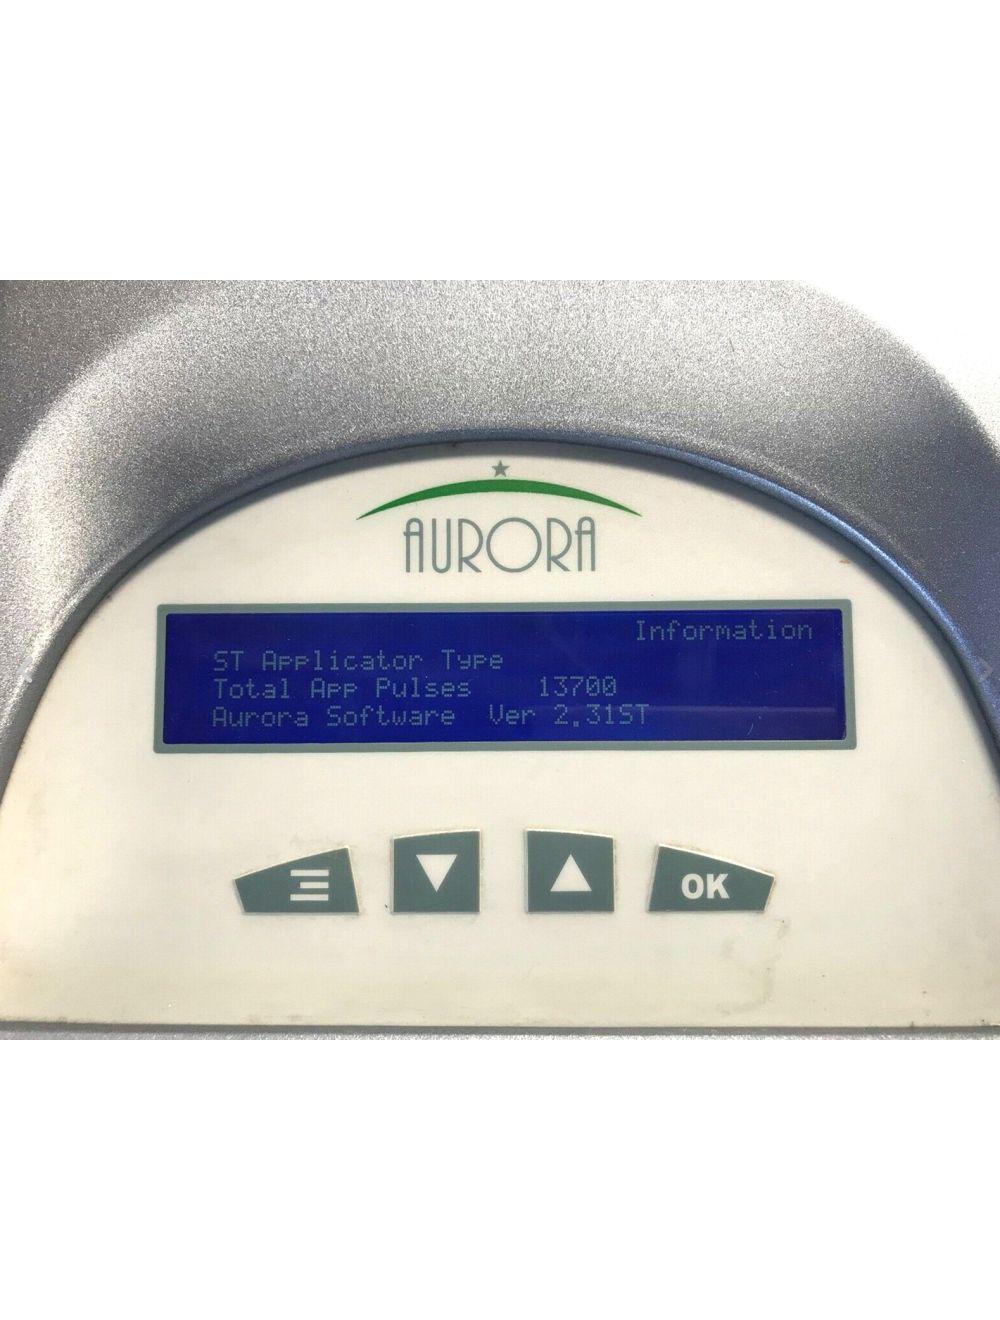 AURORA
Information
ST Applicator Type
Total App Pulses 13700
Aurora Software Ver 2.31ST
OK